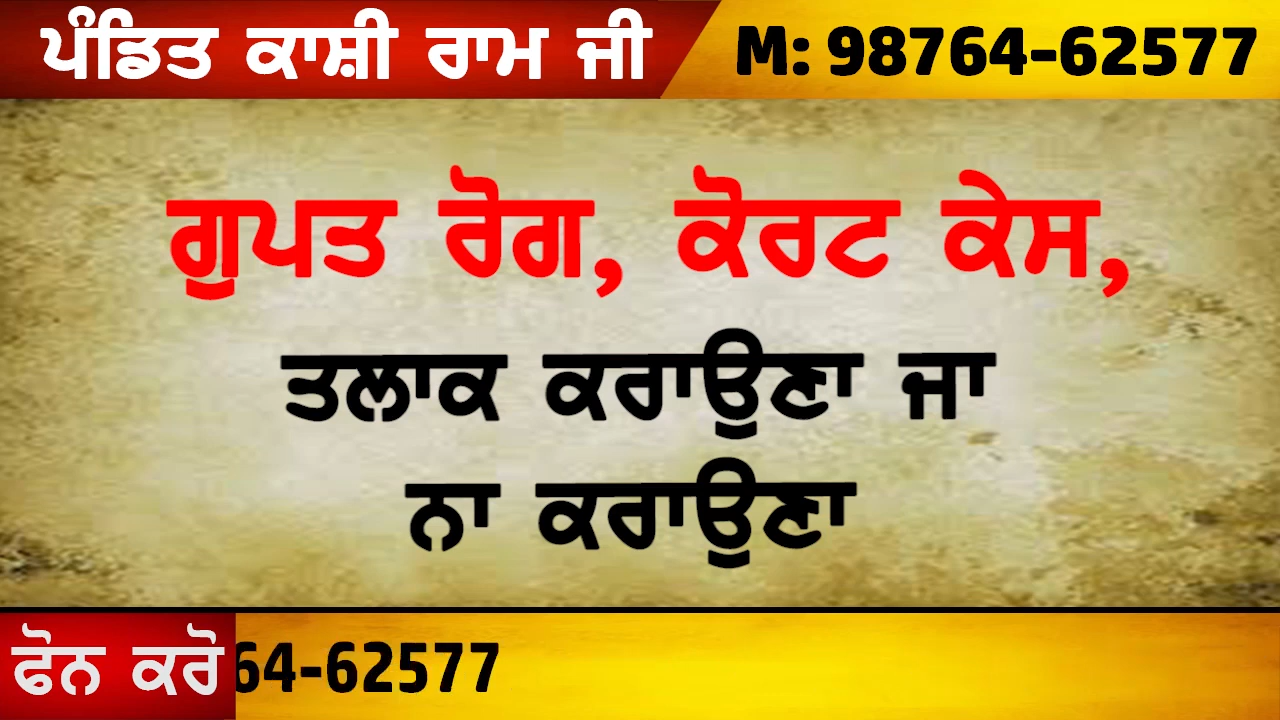 ਪੰਡਿਤ ਕਾਸ਼ੀ ਰਾਮ ਜੀ M: 98764-62577
ਗੁਪਤ ਰੋਗ, ਕੋਰਟ ਕੇਸ,
ਤਲਾਕ ਕਰਾਉਣਾ ਜਾ
ਨਾ ਕਰਾਉਣਾ
ਫੋਨ ਕਰੋ 64-62577